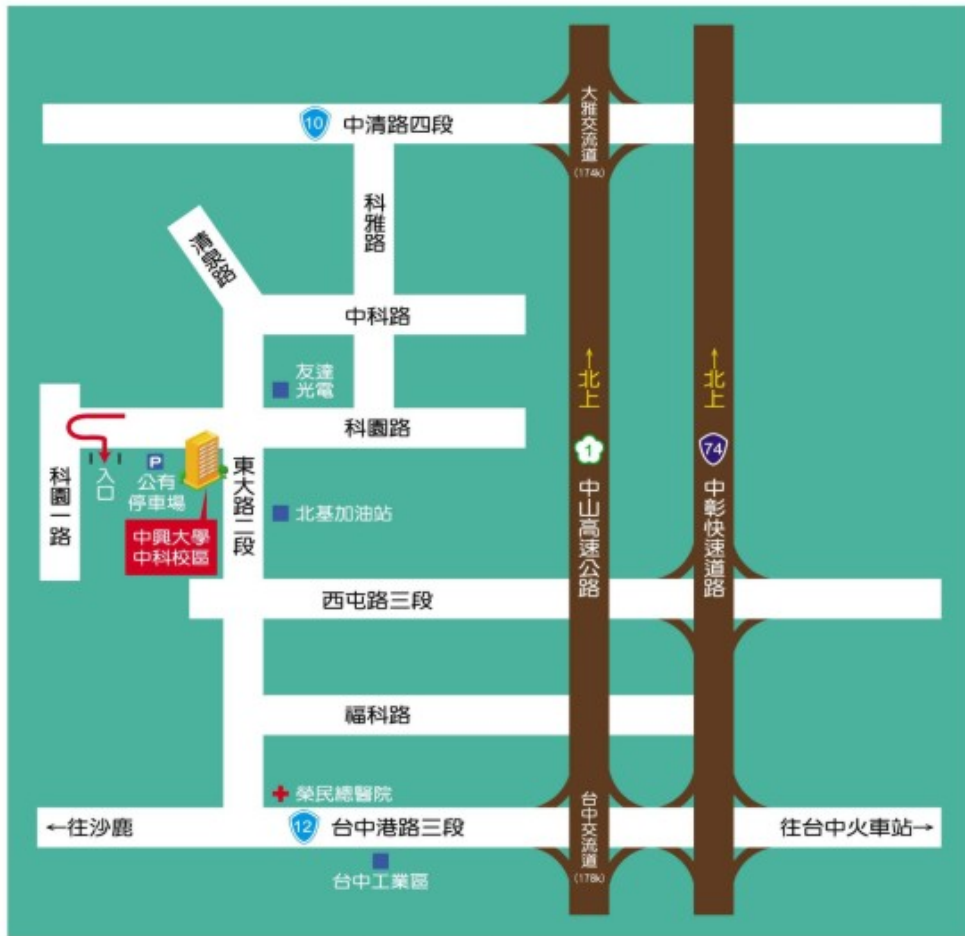 大雅交流道
(174k)
10 中清路四段
科雅路
清泉路
中科路
友達
光電
←北上
←北上
科園路
1 中山高速公路
74 中彰快速道路
科園一路
入口
P
公有
停車場
東大路二段
北基加油站
中興大學
中科校區
西屯路三段
福科路
榮民總醫院
←往沙鹿
12 台中港路三段
台中交流道
(178k)
往台中火車站→
台中工業區